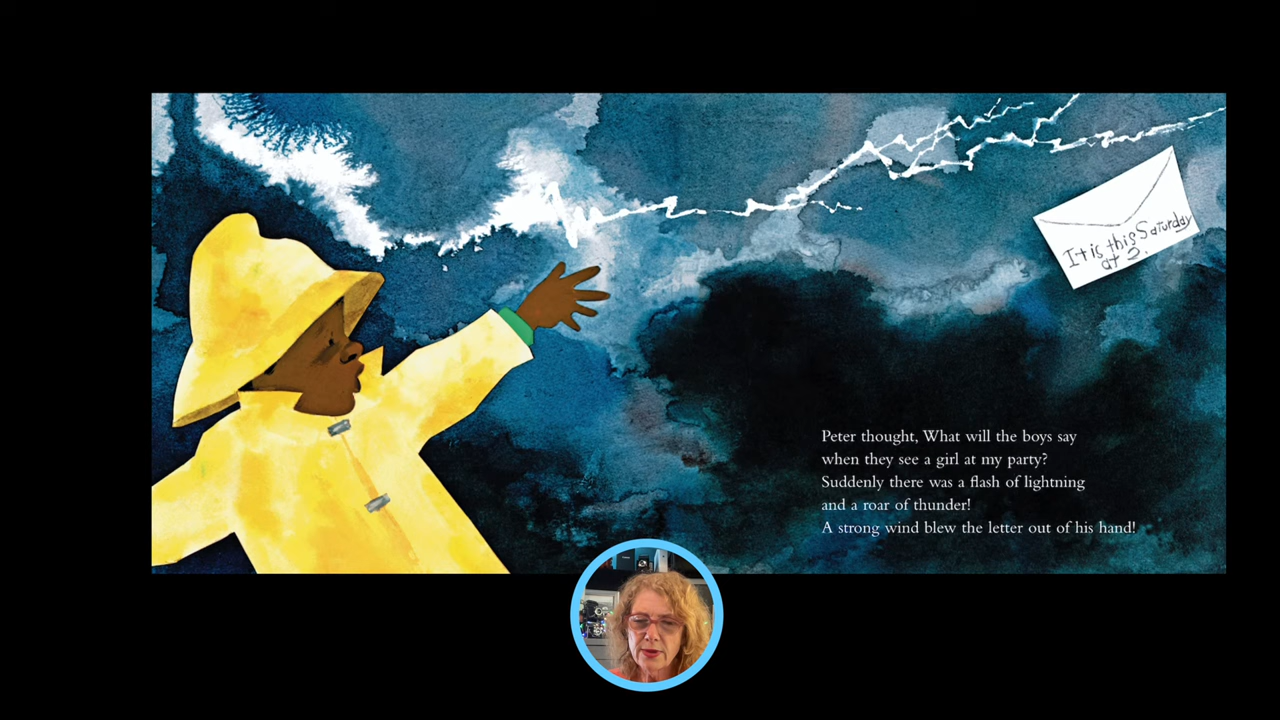 It is this Saturday
at 2.
Peter thought, What will the boys say
when they see a girl at my party?
Suddenly there was a flash of lightning
and a roar of thunder!
A strong wind blew the letter out of his hand!